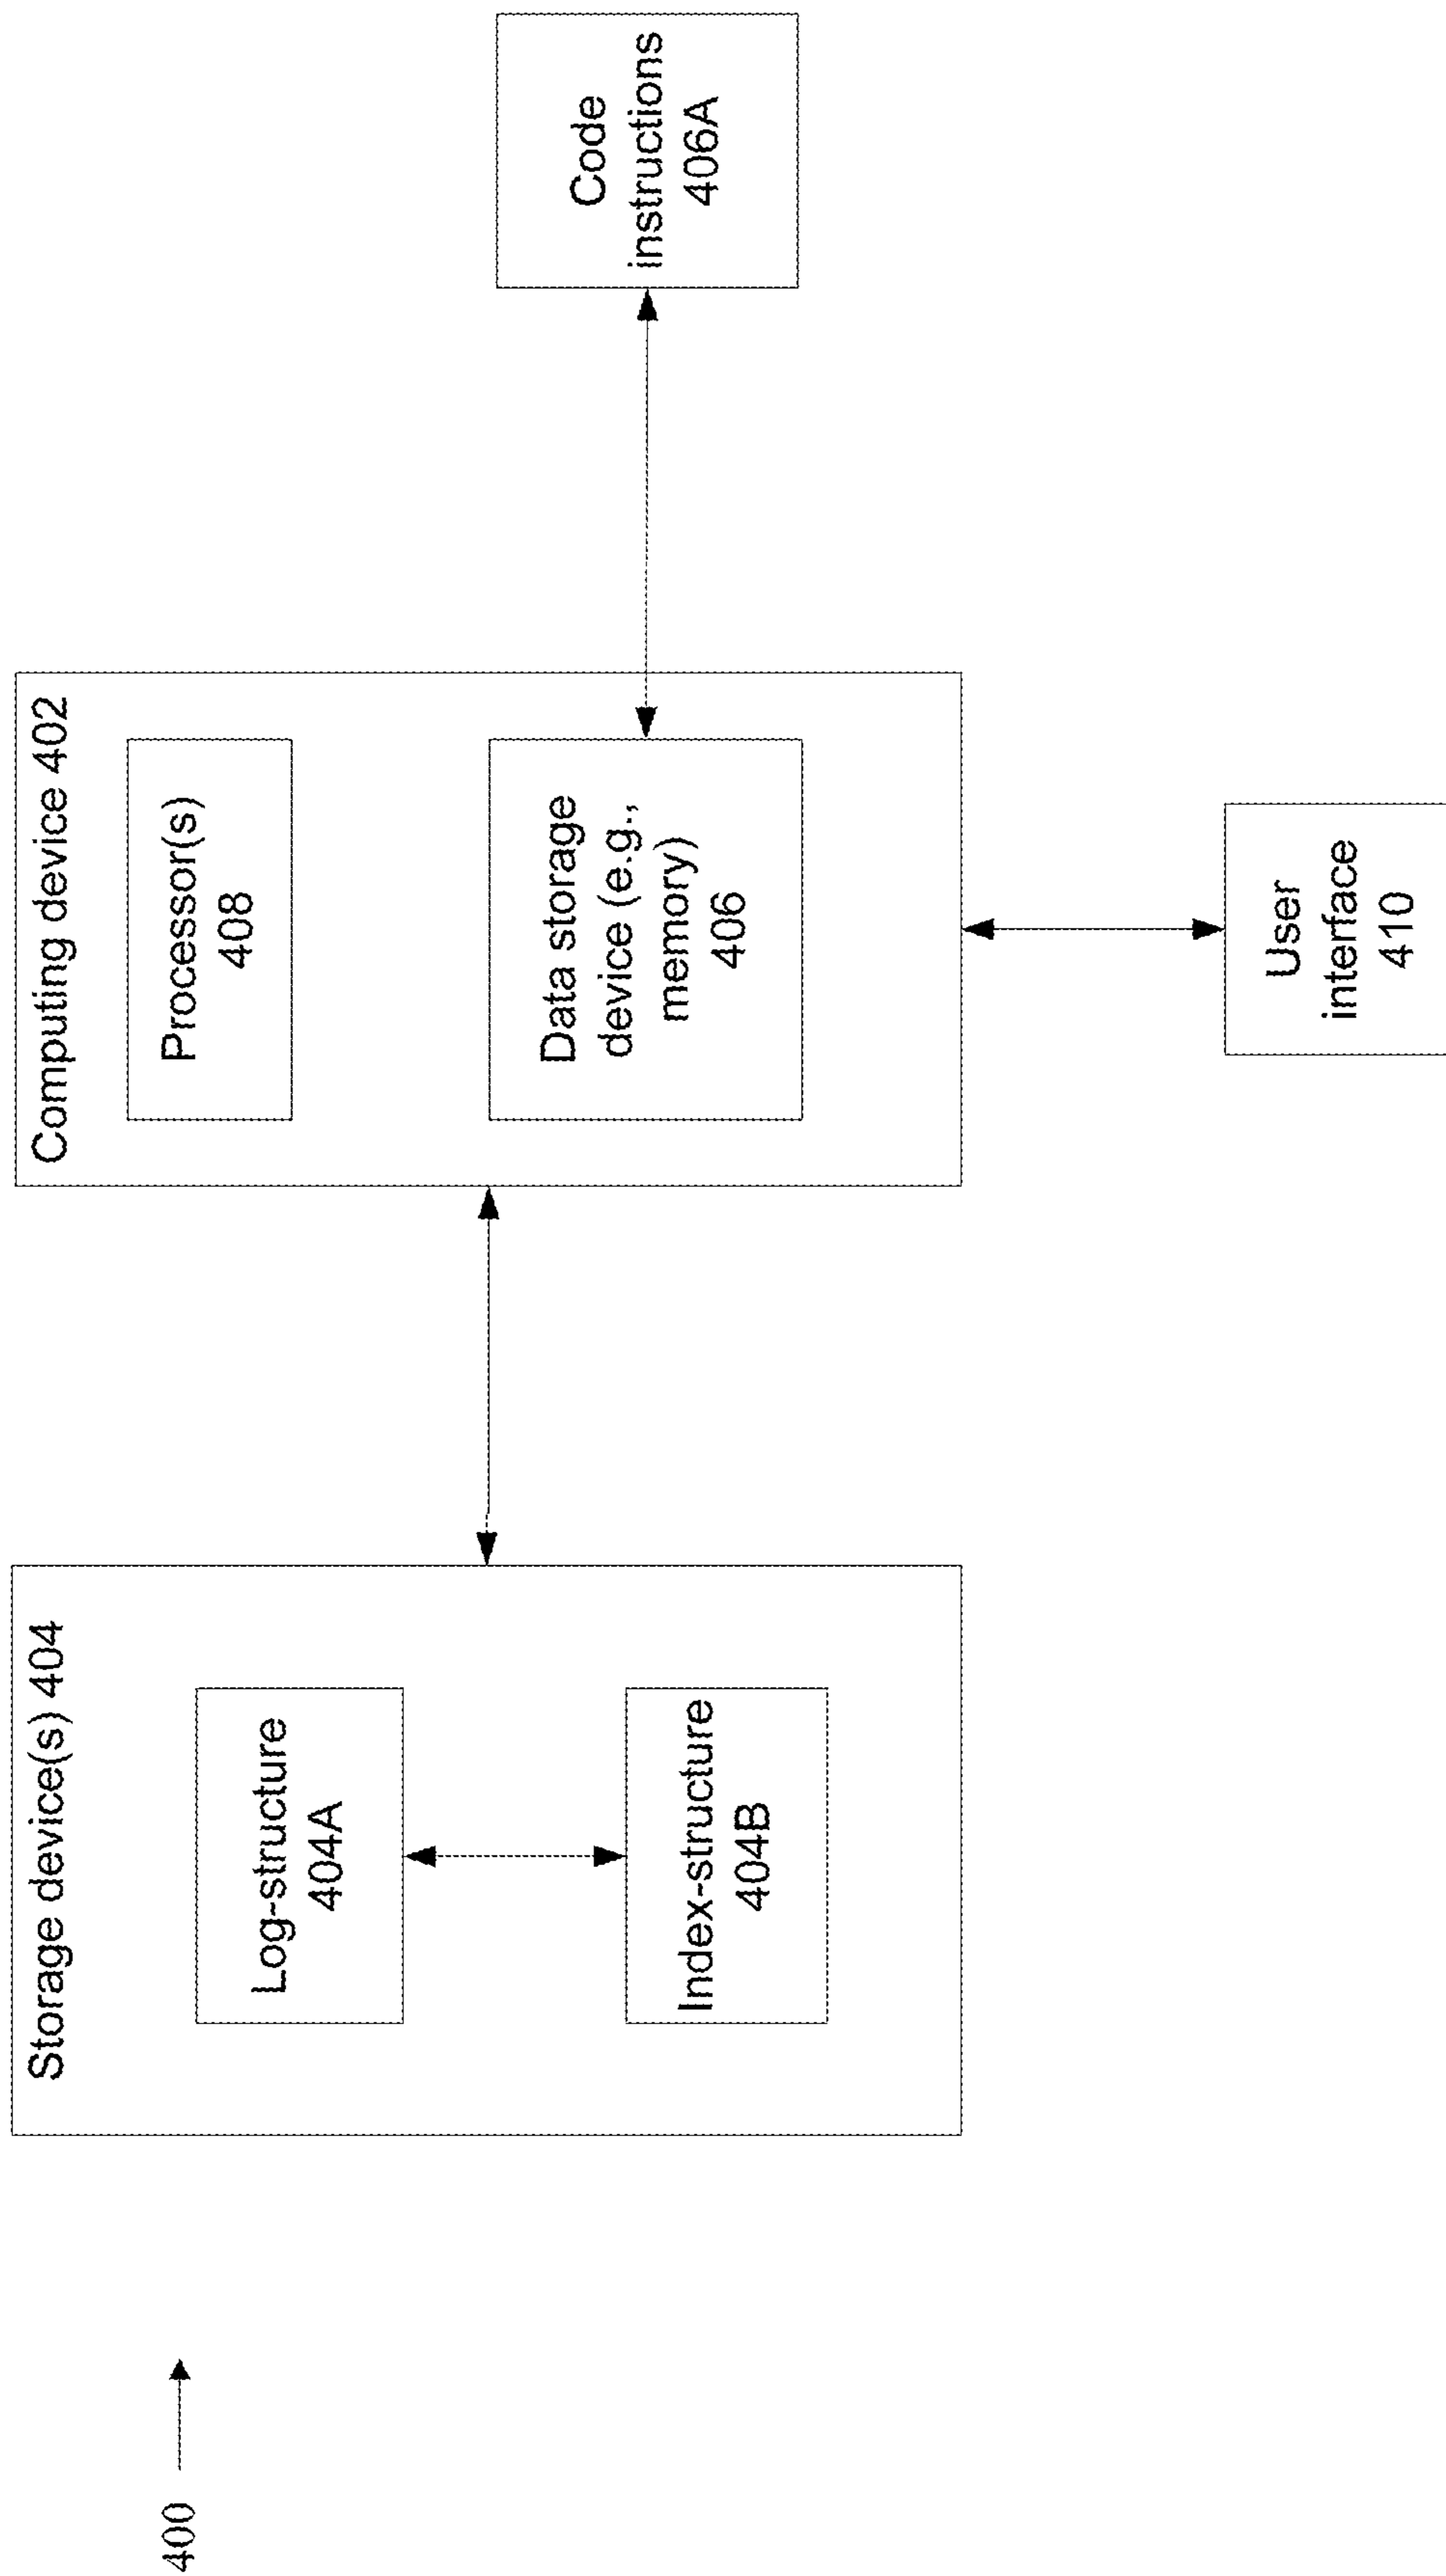 400
Storage device(s) 404
Log-structure
404A
Index-structure
404B
Computing device 402
Processor(s)
408
Data storage
device (e.g.,
memory)
406
Code
instructions
406A
User
interface
410